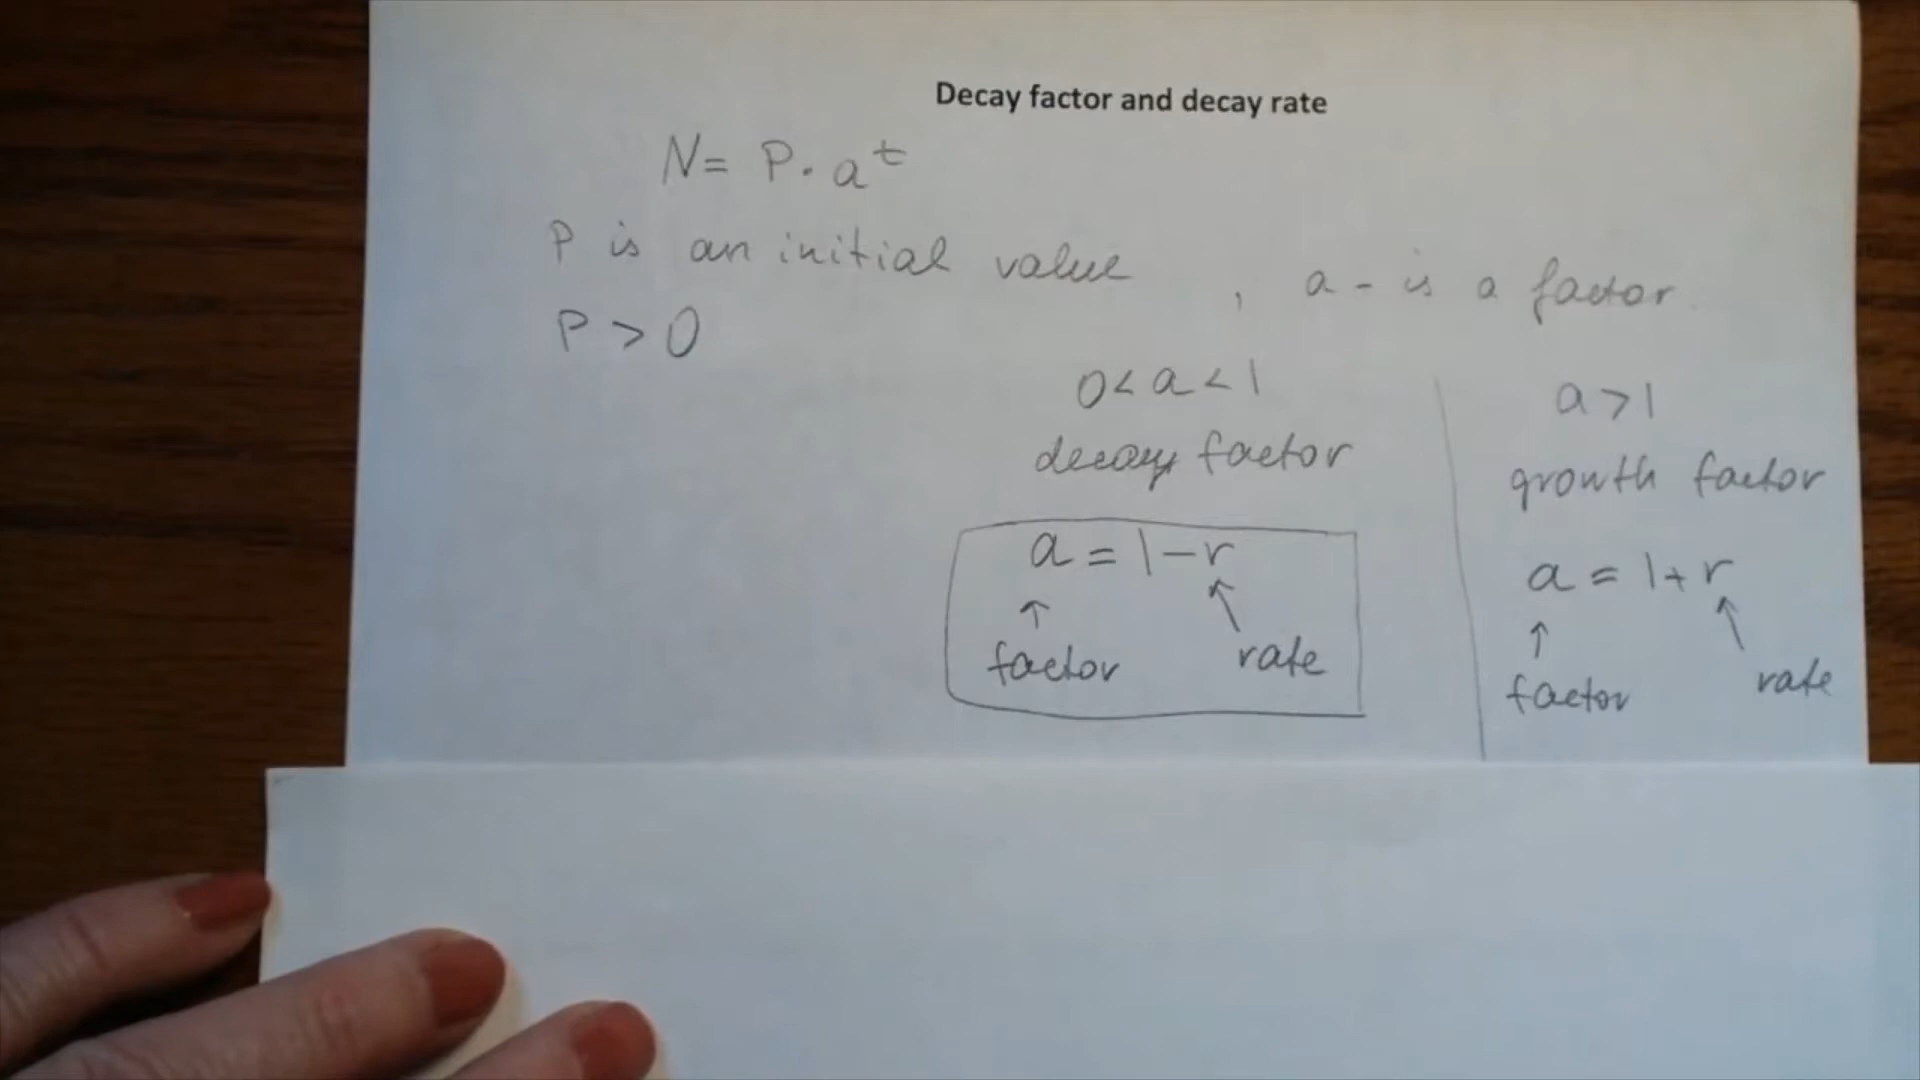 Decay factor and decay rate
N= P. a^t
P is an initial value , a - is a factor.
P > 0
0< a < 1
decay factor
a = 1-r
↑ ↑
factor rate
a > 1
growth factor
a = 1+ r
↑ ↑
factor rate